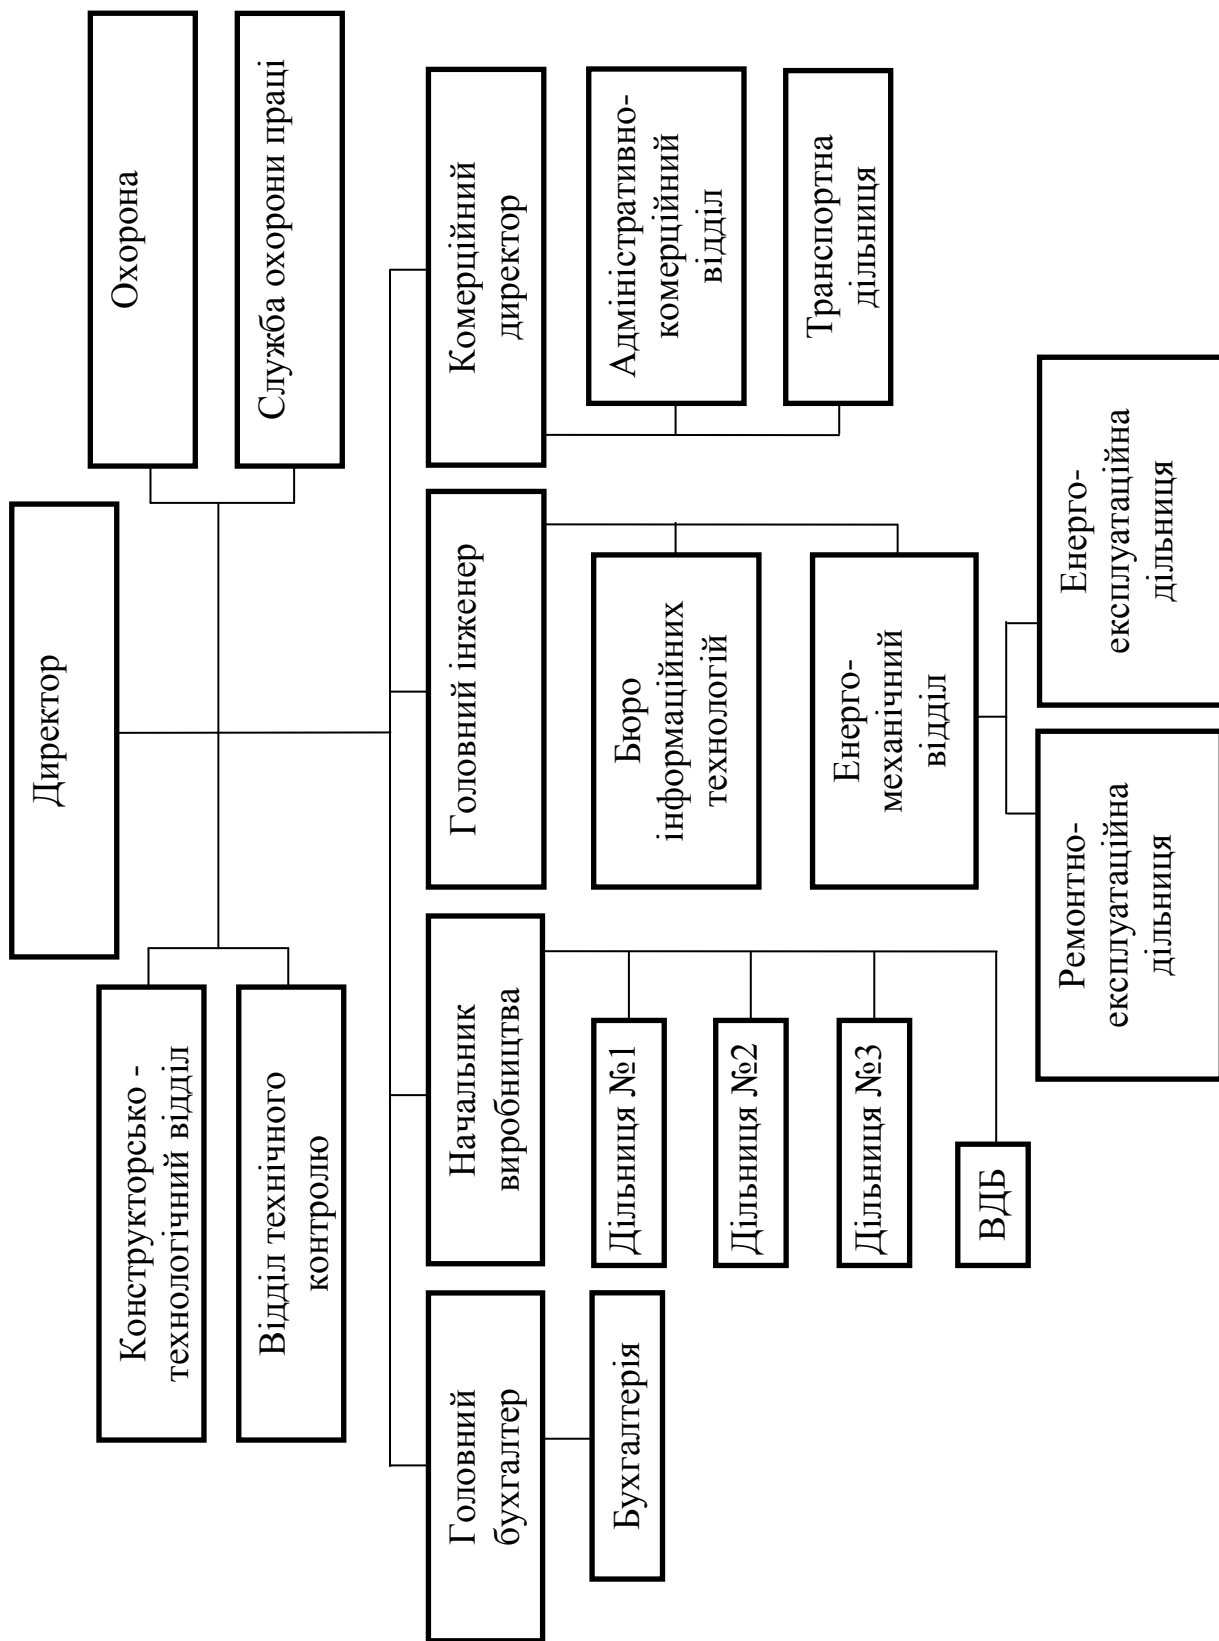 Директор
Конструкторсько -
технологічний відділ
Відділ технічного
контролю
Охорона
Служба охорони праці
Головний
бухгалтер
Начальник
виробництва
Головний інженер
Комерційний
директор
Бухгалтерія
Дільниця №1
Дільниця №2
Дільниця №3
ВДБ
Бюро
інформаційних
технологій
Енерго-
механічний
відділ
Адміністративно-
комерційний
відділ
Транспортна
дільниця
Ремонтно-
експлуатаційна
дільниця
Енерго-
експлуатаційна
дільниця